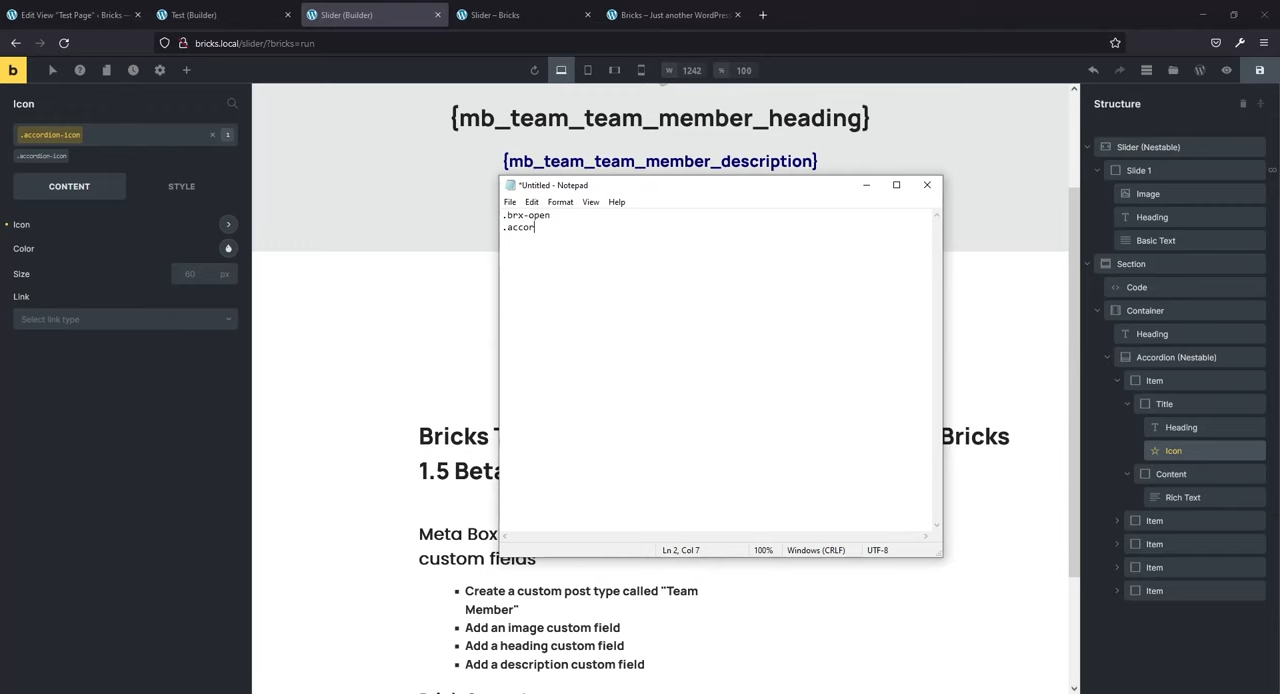 Edit View "Test Page" ‹ Bricks —
Test (Builder)
Slider (Builder)
Slider – Bricks
Bricks – Just another WordPress
bricks.local/slider/?bricks=run
b
W 1242 % 100
Icon
.accordion-icon
1
.accordion-icon
CONTENT
STYLE
Icon
Color
Size
60 px
Link
Select link type
{mb_team_team_member_heading}
{mb_team_team_member_description}
*Untitled - Notepad
File Edit Format View Help
.brx-open
.accor
Ln 2, Col 7
100%
Windows (CRLF)
UTF-8
Bricks
Bricks
1.5 Beta
Meta Box
custom fields
Create a custom post type called "Team
Member"
Add an image custom field
Add a heading custom field
Add a description custom field
Structure
Slider (Nestable)
Slide 1
Image
Heading
Basic Text
Section
Code
Container
Heading
Accordion (Nestable)
Item
Title
Heading
Icon
Content
Rich Text
Item
Item
Item
Item